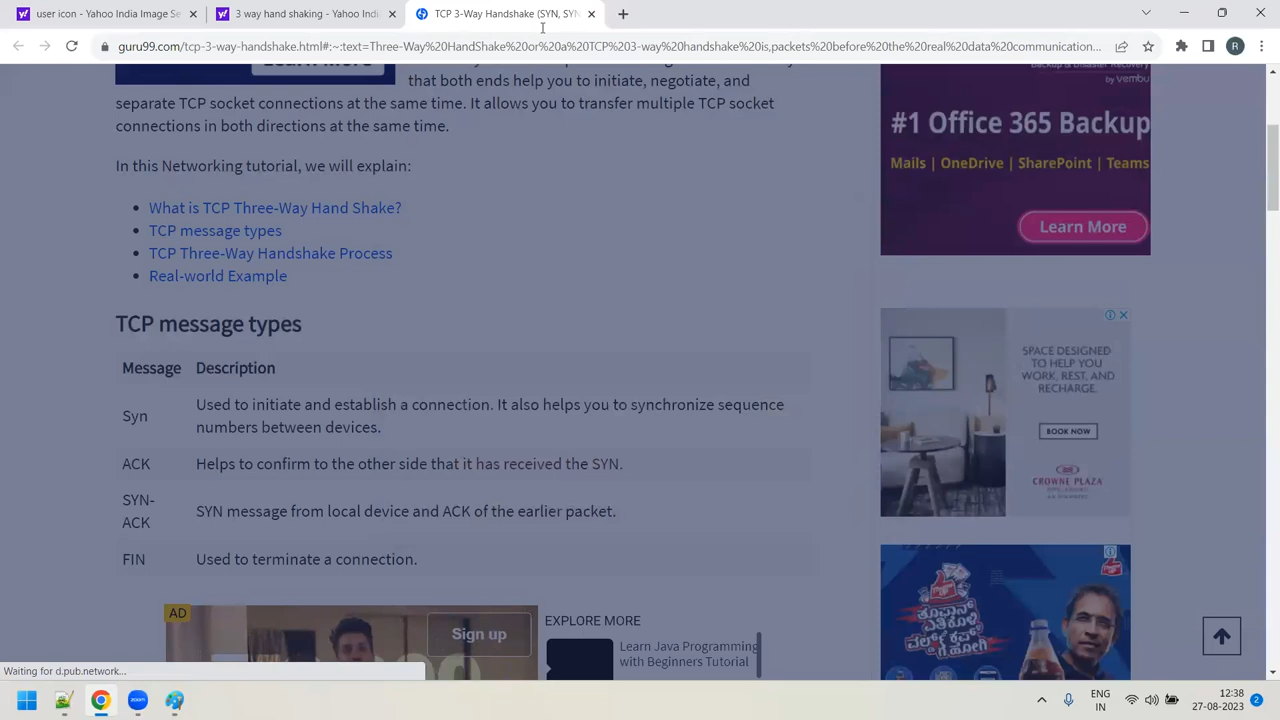 user icon - Yahoo India Image Se
3 way hand shaking - Yahoo Indi
TCP 3-Way Handshake (SYN, SYN
guru99.com/tcp-3-way-handshake.html#:~:text=Three-Way%20HandShake%20or%20a%20TCP%203-way%20handshake%20is,packets%20before%20the%20real%20data%20communication...
R
that both ends help you to initiate, negotiate, and
separate TCP socket connections at the same time. It allows you to transfer multiple TCP socket
connections in both directions at the same time.
In this Networking tutorial, we will explain:
What is TCP Three-Way Hand Shake?
TCP message types
TCP Three-Way Handshake Process
Real-world Example
TCP message types
Message Description
Syn
Used to initiate and establish a connection. It also helps you to synchronize sequence
numbers between devices.
ACK Helps to confirm to the other side that it has received the SYN.
SYN-
ACK
SYN message from local device and ACK of the earlier packet.
FIN Used to terminate a connection.
AD
Sign up
EXPLORE MORE
Learn Java Programming
with Beginners Tutorial
Backup & Disaster Recovery
by vembu
#1 Office 365 Backup
Mails | OneDrive | SharePoint | Teams
Learn More
SPACE DESIGNED
TO HELP YOU
WORK, REST, AND
RECHARGE.
BOOK NOW
CROWNE PLAZA
ತೂಫಾನ್
ವರ್ಲ್ಡ್ ಕಪ್
ಗೆ ಹೋಗಿ
Waiting for d.pub.network...
ENG
IN
12:38
27-08-2023
2